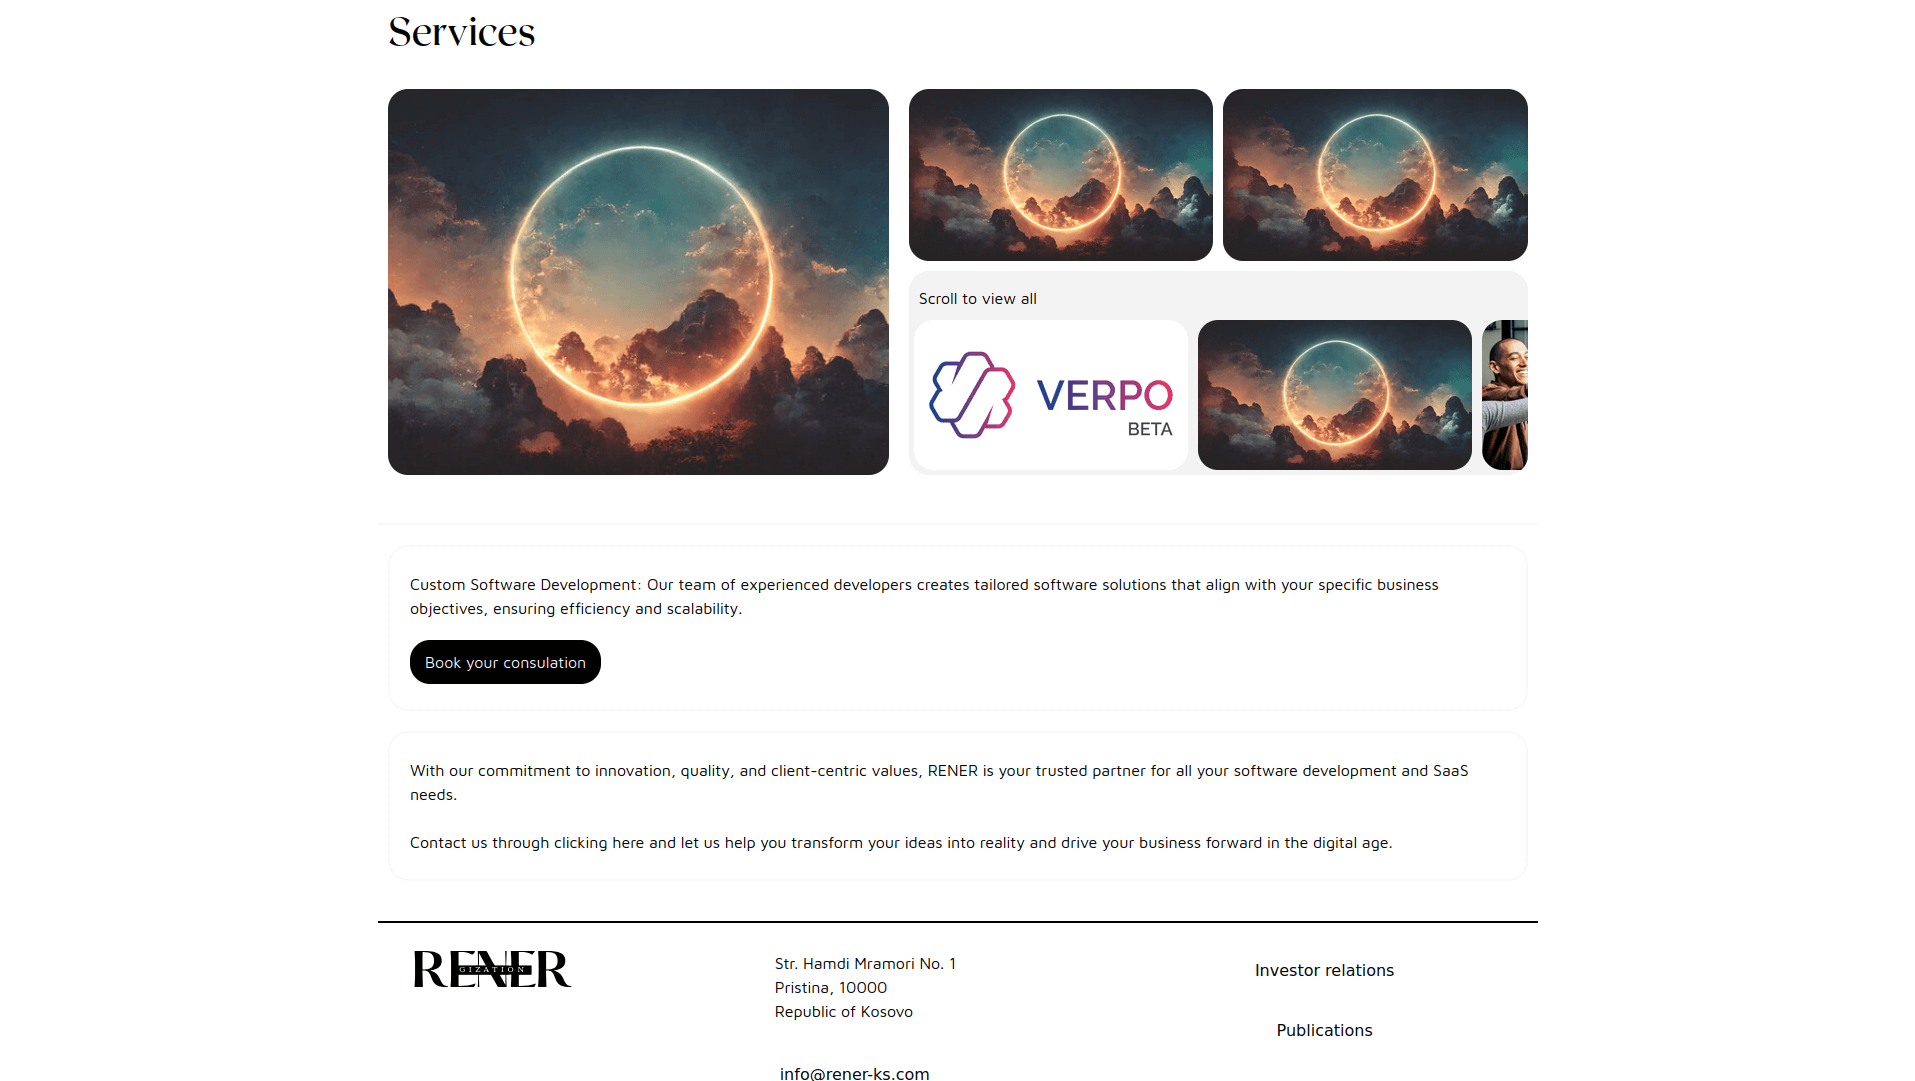 Services
Scroll to view all
VERPO
BETA
Custom Software Development: Our team of experienced developers creates tailored software solutions that align with your specific business
objectives, ensuring efficiency and scalability.
Book your consulation
With our commitment to innovation, quality, and client-centric values, RENER is your trusted partner for all your software development and SaaS
needs.
Contact us through clicking here and let us help you transform your ideas into reality and drive your business forward in the digital age.
RENER
GIZATION
Str. Hamdi Mramori No. 1
Pristina, 10000
Republic of Kosovo
info@rener-ks.com
Investor relations
Publications